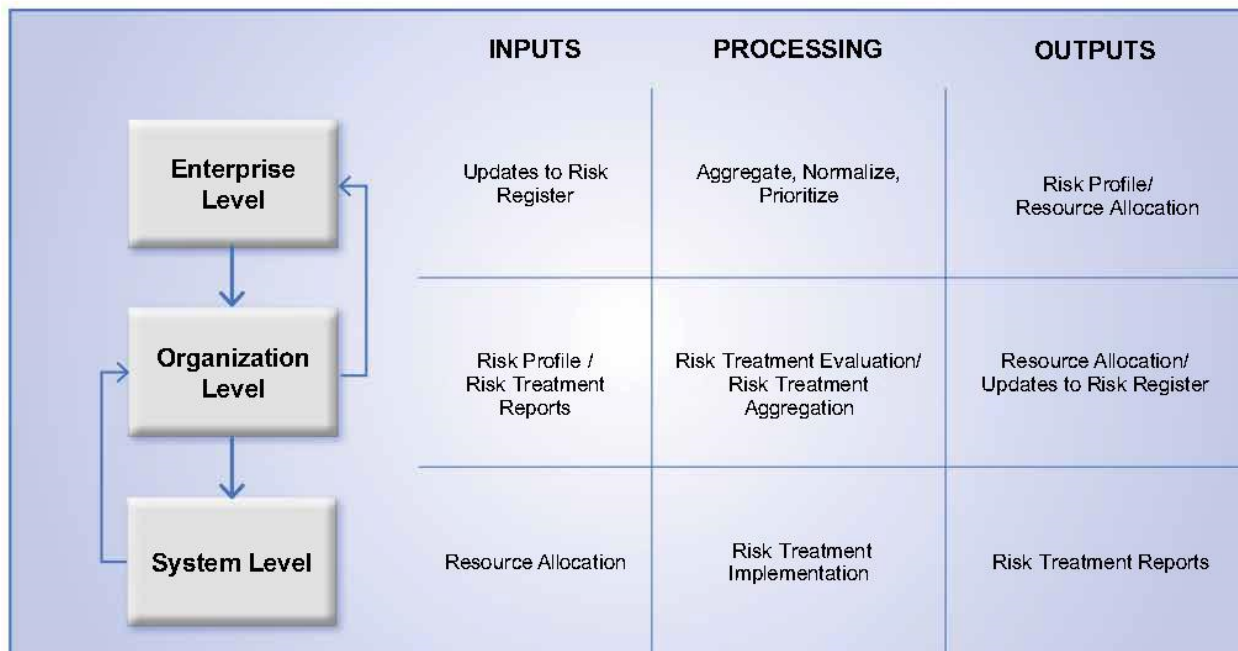 INPUTS
PROCESSING
OUTPUTS
Enterprise
Level
Updates to Risk
Register
Aggregate, Normalize,
Prioritize
Risk Profile/
Resource Allocation
Organization
Level
Risk Profile /
Risk Treatment
Reports
Risk Treatment Evaluation/
Risk Treatment
Aggregation
Resource Allocation/
Updates to Risk Register
System Level
Resource Allocation
Risk Treatment
Implementation
Risk Treatment Reports